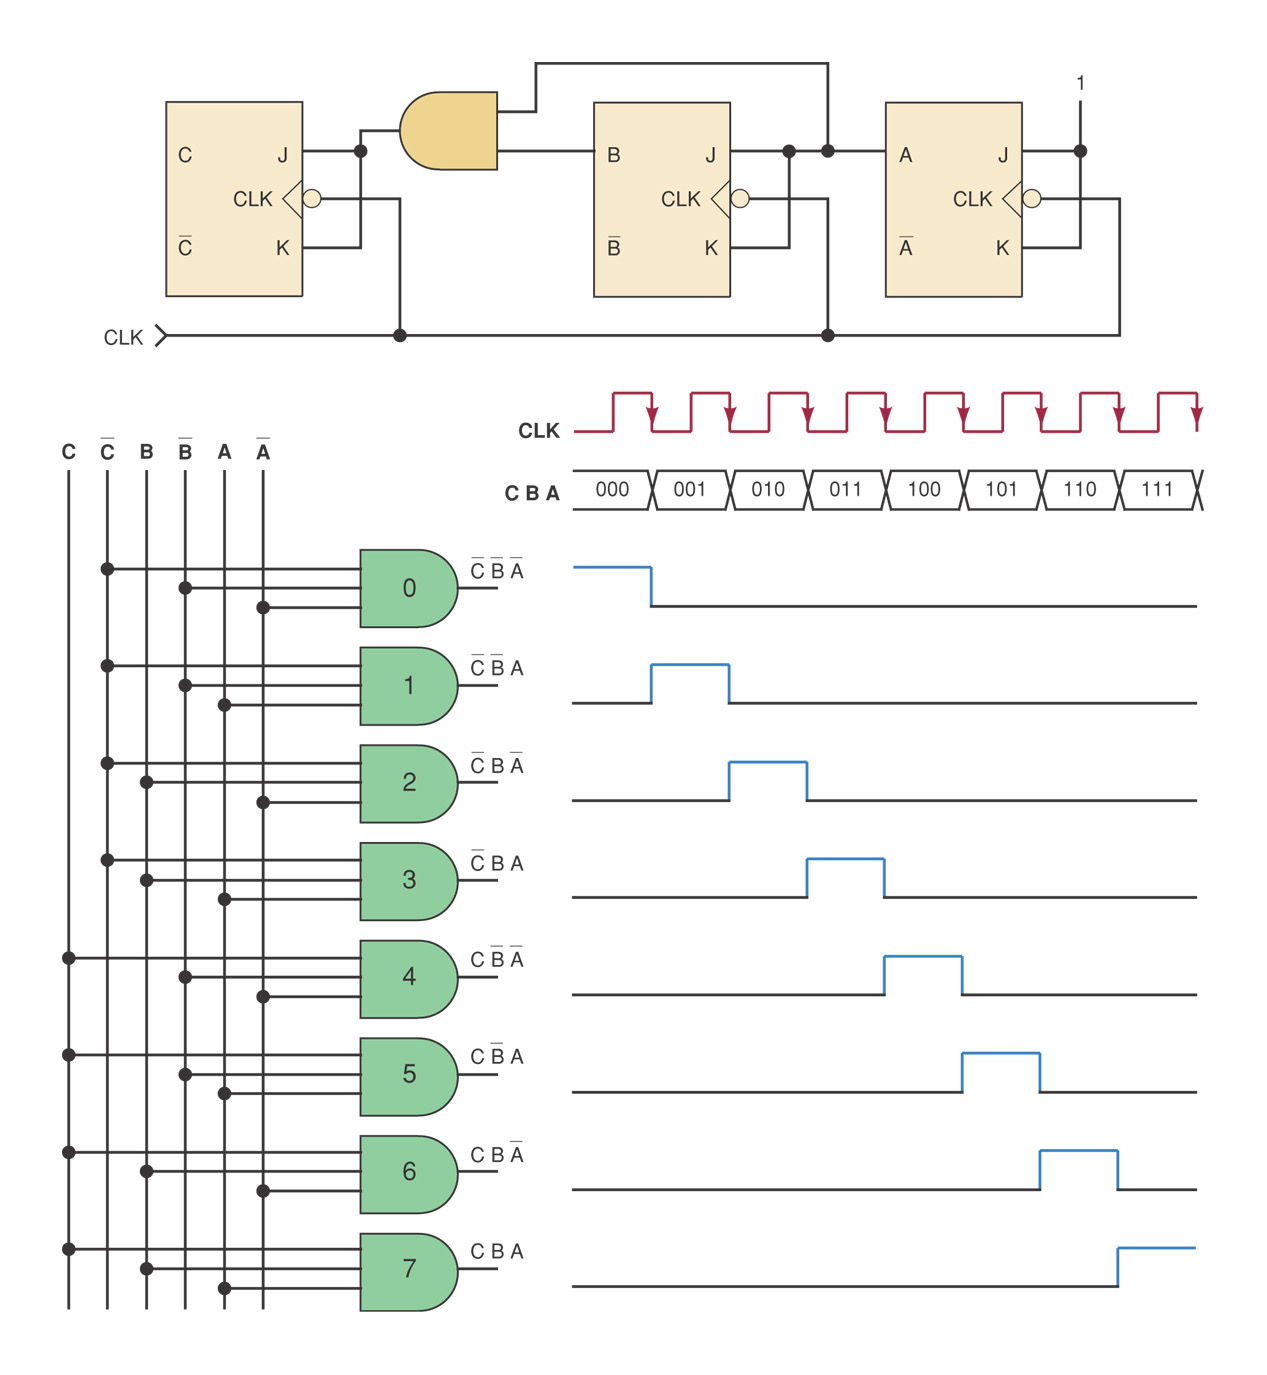 1
C J B J A J
CLK CLK CLK
C̅ K B̅ K A̅ K
CLK
CLK
C C̅ B B̅ A A̅
C B A 000 001 010 011 100 101 110 111
0 C̅ B̅ A̅
1 C̅ B̅ A
2 C̅ B A̅
3 C̅ B A
4 C B̅ A̅
5 C B̅ A
6 C B A̅
7 C B A